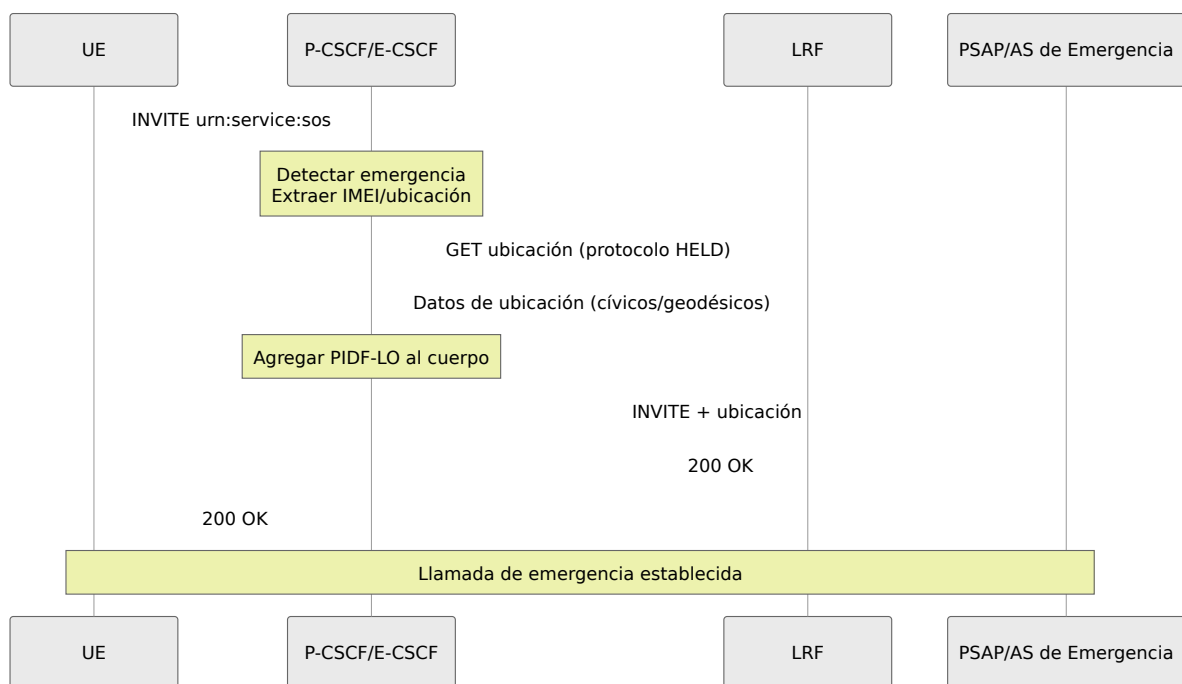 UE
P-CSCF/E-CSCF
LRF
PSAP/AS de Emergencia
INVITE urn:service:sos
Detectar emergencia
Extraer IMEI/ubicación
GET ubicación (protocolo HELD)
Datos de ubicación (cívicos/geodésicos)
Agregar PIDF-LO al cuerpo
INVITE + ubicación
200 OK
200 OK
Llamada de emergencia establecida
UE
P-CSCF/E-CSCF
LRF
PSAP/AS de Emergencia